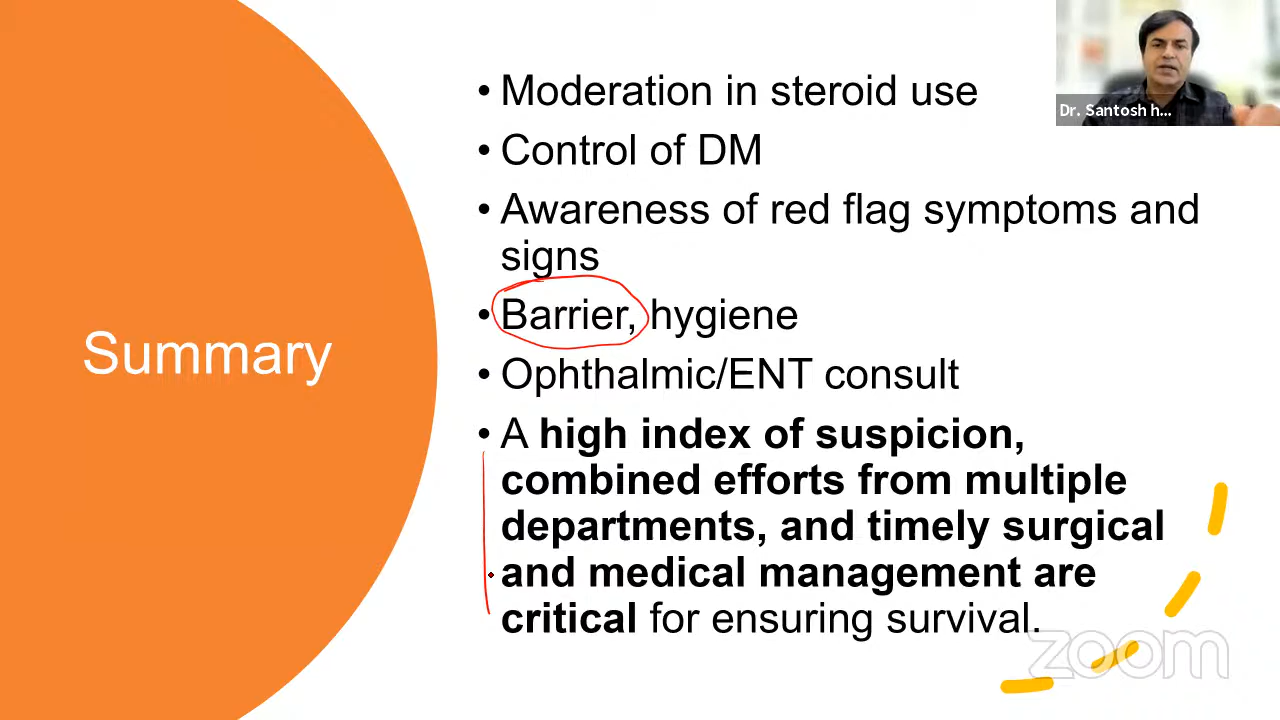 Dr. Santosh h...
Summary
• Moderation in steroid use
• Control of DM
• Awareness of red flag symptoms and
signs
• Barrier, hygiene
• Ophthalmic/ENT consult
• A high index of suspicion,
combined efforts from multiple
departments, and timely surgical
and medical management are
critical for ensuring survival.
zoom